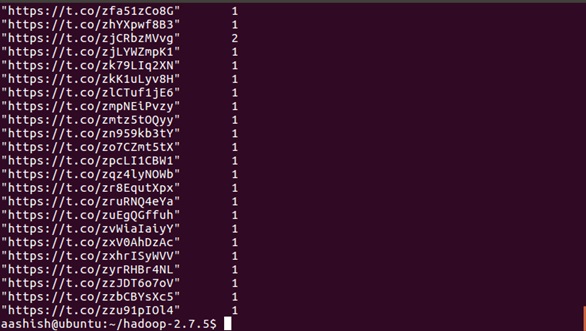 "https://t.co/zfa51zCo8G" 1
"https://t.co/zhYXpwf8B3" 1
"https://t.co/zjCRbzMVvg" 2
"https://t.co/zjLYWZmpK1" 1
"https://t.co/zk79LIq2XN" 1
"https://t.co/zkK1uLyv8H" 1
"https://t.co/zlCTuf1jE6" 1
"https://t.co/zmpNEiPvzy" 1
"https://t.co/zmtz5tOQyy" 1
"https://t.co/zn959kb3tY" 1
"https://t.co/zo7CZmt5tX" 1
"https://t.co/zpcLI1CBW1" 1
"https://t.co/zqz4lyNOWb" 1
"https://t.co/zr8EqutXpx" 1
"https://t.co/zruRNQ4eYa" 1
"https://t.co/zuEgQGffuh" 1
"https://t.co/zvWiaIaiyY" 1
"https://t.co/zxV0AhDzAc" 1
"https://t.co/zxhrISyWVV" 1
"https://t.co/zyrRHBr4NL" 1
"https://t.co/zzJDT6o7oV" 1
"https://t.co/zzbCBYsXc5" 1
"https://t.co/zzu91pIOl4" 1
aashish@ubuntu:~/hadoop-2.7.5$